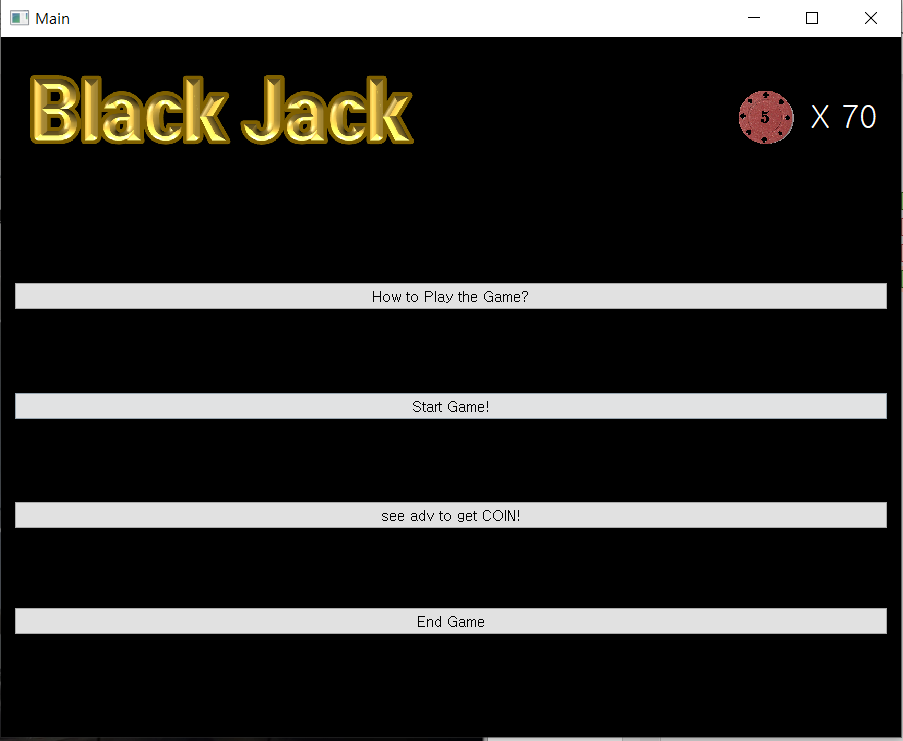 Main
Black Jack
5
X 70
How to Play the Game?
Start Game!
see adv to get COIN!
End Game